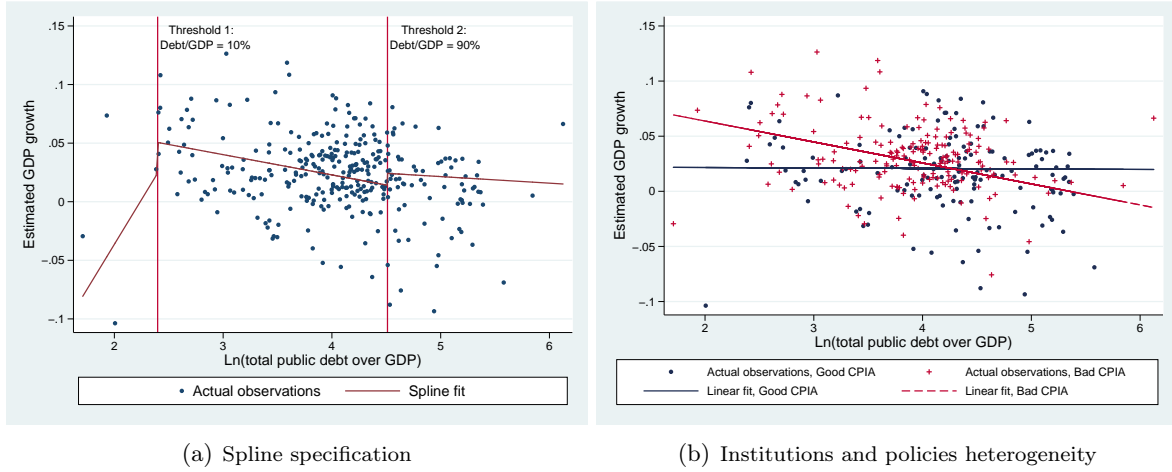 Threshold 1:
Debt/GDP = 10%
Threshold 2:
Debt/GDP = 90%
.15
.1
.05
0
−.05
−.1
Estimated GDP growth
2
3
4
5
6
Ln(total public debt over GDP)
Actual observations
Spline fit
(a) Spline specification
.15
.1
.05
0
−.05
−.1
Estimated GDP growth
2
3
4
5
6
Ln(total public debt over GDP)
Actual observations, Good CPIA
Actual observations, Bad CPIA
Linear fit, Good CPIA
Linear fit, Bad CPIA
(b) Institutions and policies heterogeneity